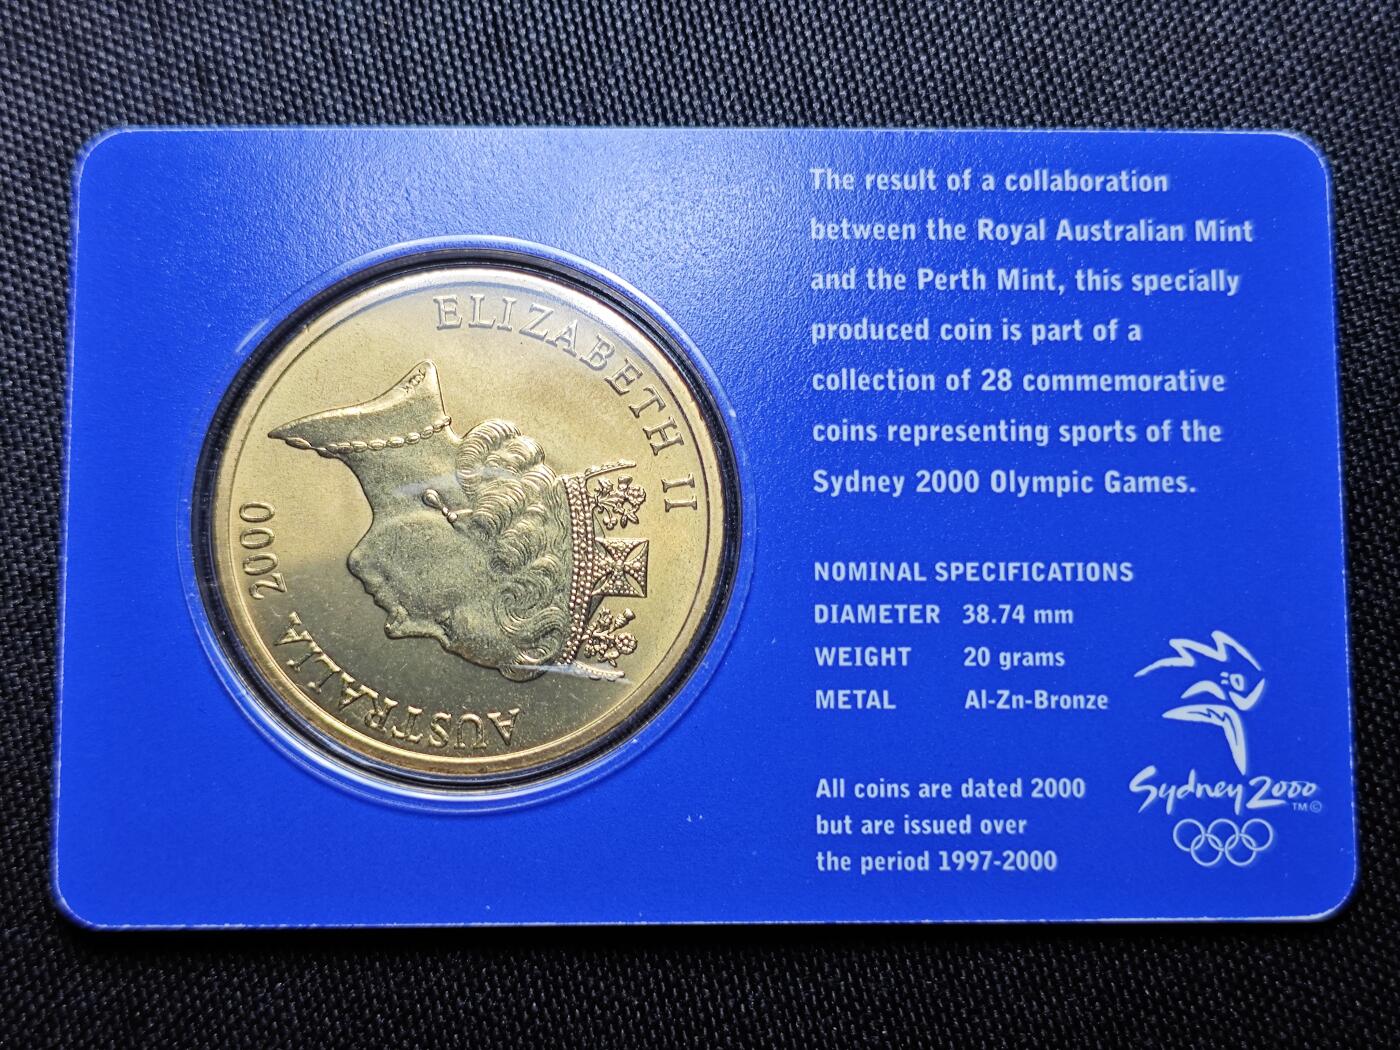 ELIZABETH II
AUSTRALIA 2000
The result of a collaboration
between the Royal Australian Mint
and the Perth Mint, this specially
produced coin is part of a
collection of 28 commemorative
coins representing sports of the
Sydney 2000 Olympic Games.
NOMINAL SPECIFICATIONS
DIAMETER 38.74 mm
WEIGHT 20 grams
METAL Al-Zn-Bronze
All coins are dated 2000
but are issued over
the period 1997-2000
Sydney 2000
TM ©